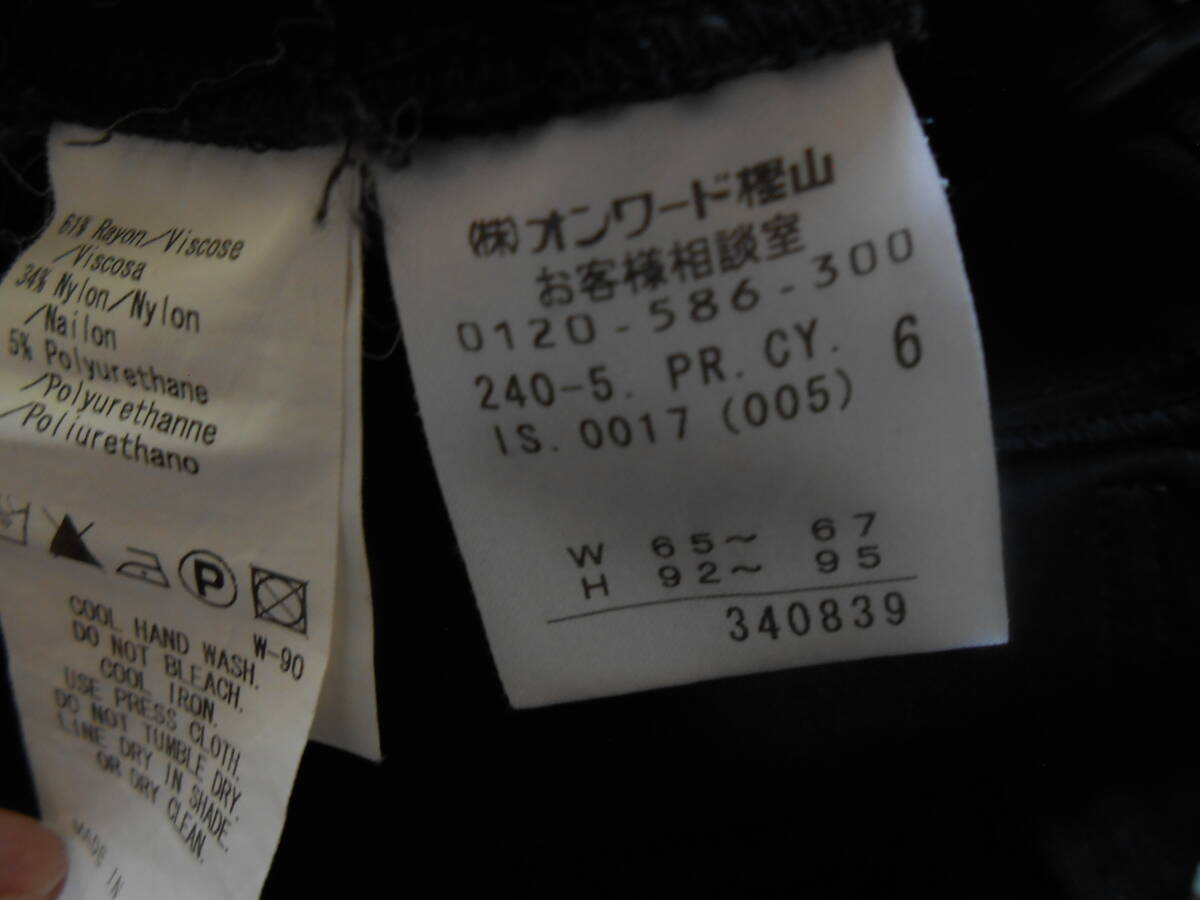 61% Rayon/Viscose
/Viscosa
34% Nylon/Nylon
/Nailon
5% Polyurethane
/Polyurethanne
/Poliurethano
P
W-90
COOL HAND WASH.
DO NOT BLEACH.
COOL IRON.
USE PRESS CLOTH.
DO NOT TUMBLE DRY.
LINE DRY IN SHADE.
OR DRY CLEAN.
MADE IN
㈱オンワード樫山
お客様相談室
0120-586-300
240-5. PR. CY. 6
IS. 0017 (005)
W 65~ 67
H 92~ 95
340839